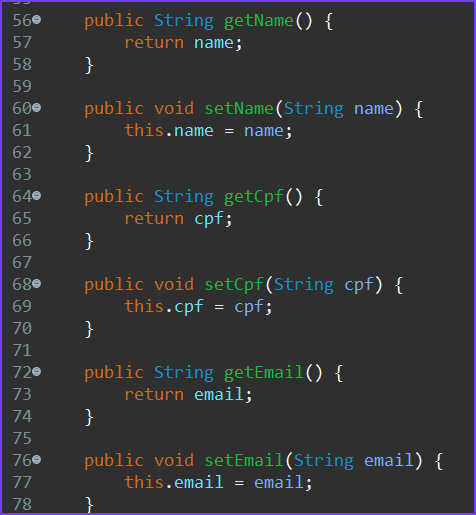 56 public String getName() {
57 return name;
58 }
59
60 public void setName(String name) {
61 this.name = name;
62 }
63
64 public String getCpf() {
65 return cpf;
66 }
67
68 public void setCpf(String cpf) {
69 this.cpf = cpf;
70 }
71
72 public String getEmail() {
73 return email;
74 }
75
76 public void setEmail(String email) {
77 this.email = email;
78 }